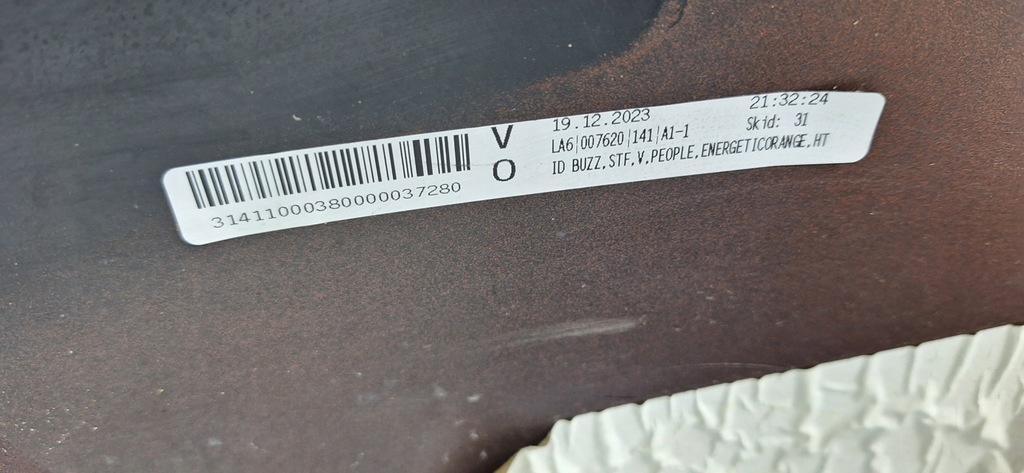 31411000380000037280
V
O
19.12.2023 21:32:24
LA6|007620|141|A1-1 Skid: 31
ID BUZZ,STF,V,PEOPLE,ENERGETICORANGE,HT